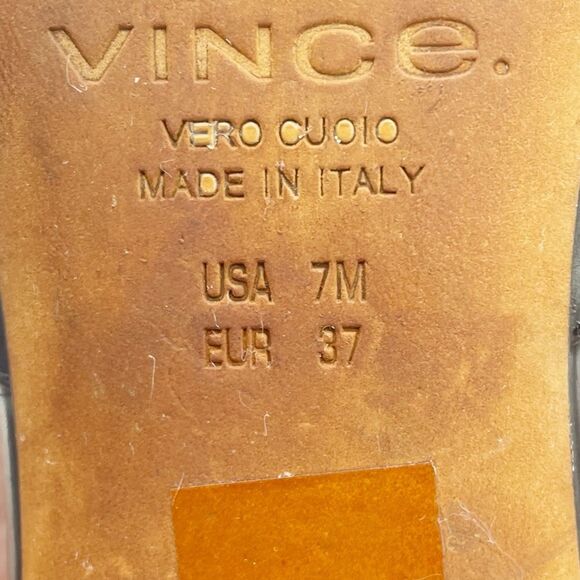 VINCe.
VERO CUOIO
MADE IN ITALY
USA 7M
EUR 37